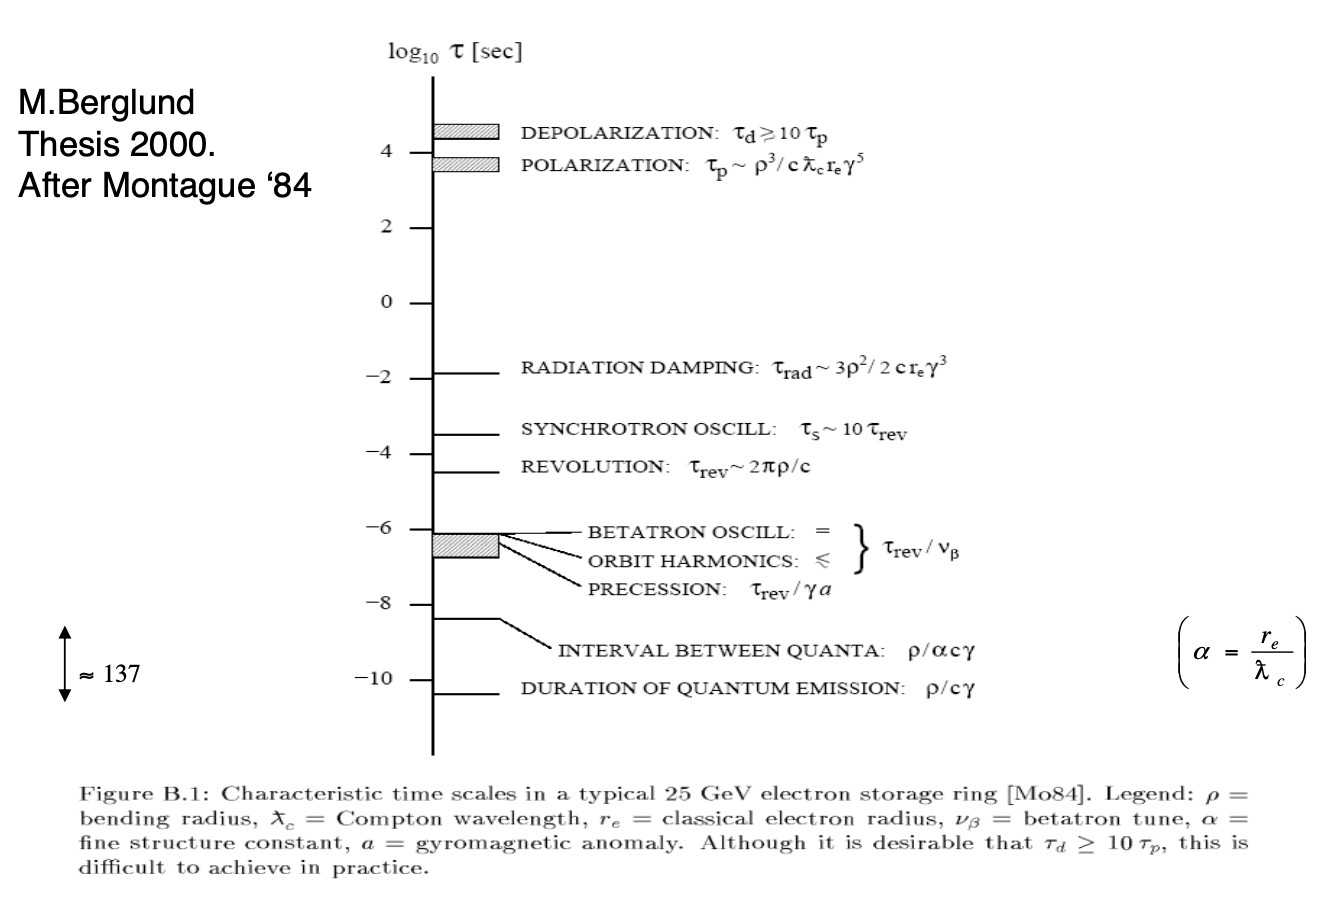 log₁₀ τ [sec]
M.Berglund
Thesis 2000.
After Montague ‘84
DEPOLARIZATION: τd ⩾ 10 τp
4
POLARIZATION: τp ~ ρ³/c ƛcreγ⁵
2
0
RADIATION DAMPING: τrad ~ 3ρ²/ 2 c reγ³
−2
SYNCHROTRON OSCILL: τs ~ 10 τrev
−4
REVOLUTION: τrev ~ 2πρ/c
−6
BETATRON OSCILL: =
ORBIT HARMONICS: ⩽ } τrev / νβ
PRECESSION: τrev / γa
−8
INTERVAL BETWEEN QUANTA: ρ/αcγ
(α = re / ƛc)
≈ 137
−10
DURATION OF QUANTUM EMISSION: ρ/cγ
Figure B.1: Characteristic time scales in a typical 25 GeV electron storage ring [Mo84]. Legend: ρ =
bending radius, ƛc = Compton wavelength, re = classical electron radius, νβ = betatron tune, α =
fine structure constant, a = gyromagnetic anomaly. Although it is desirable that τd ≥ 10 τp, this is
difficult to achieve in practice.